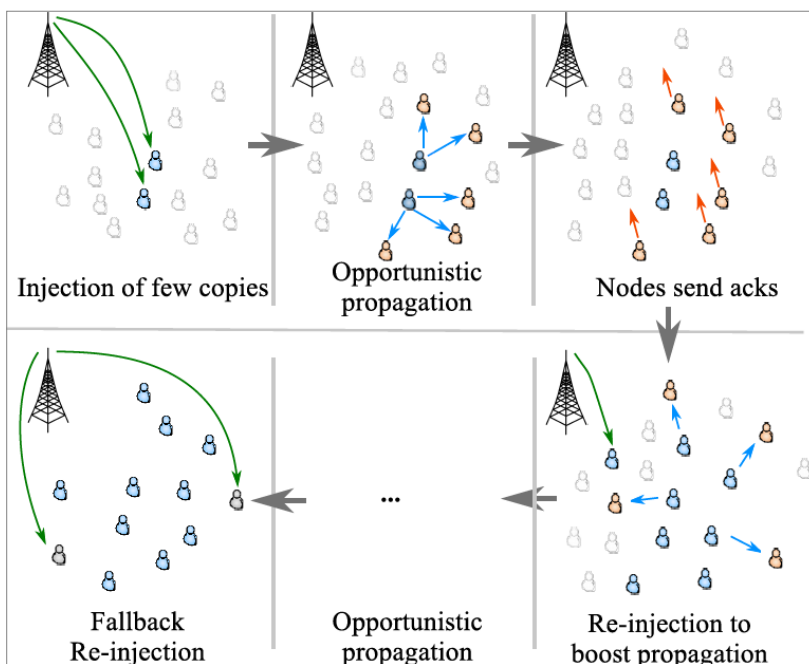 Injection of few copies
Opportunistic
propagation
Nodes send acks
Fallback
Re-injection
...
Opportunistic
propagation
Re-injection to
boost propagation